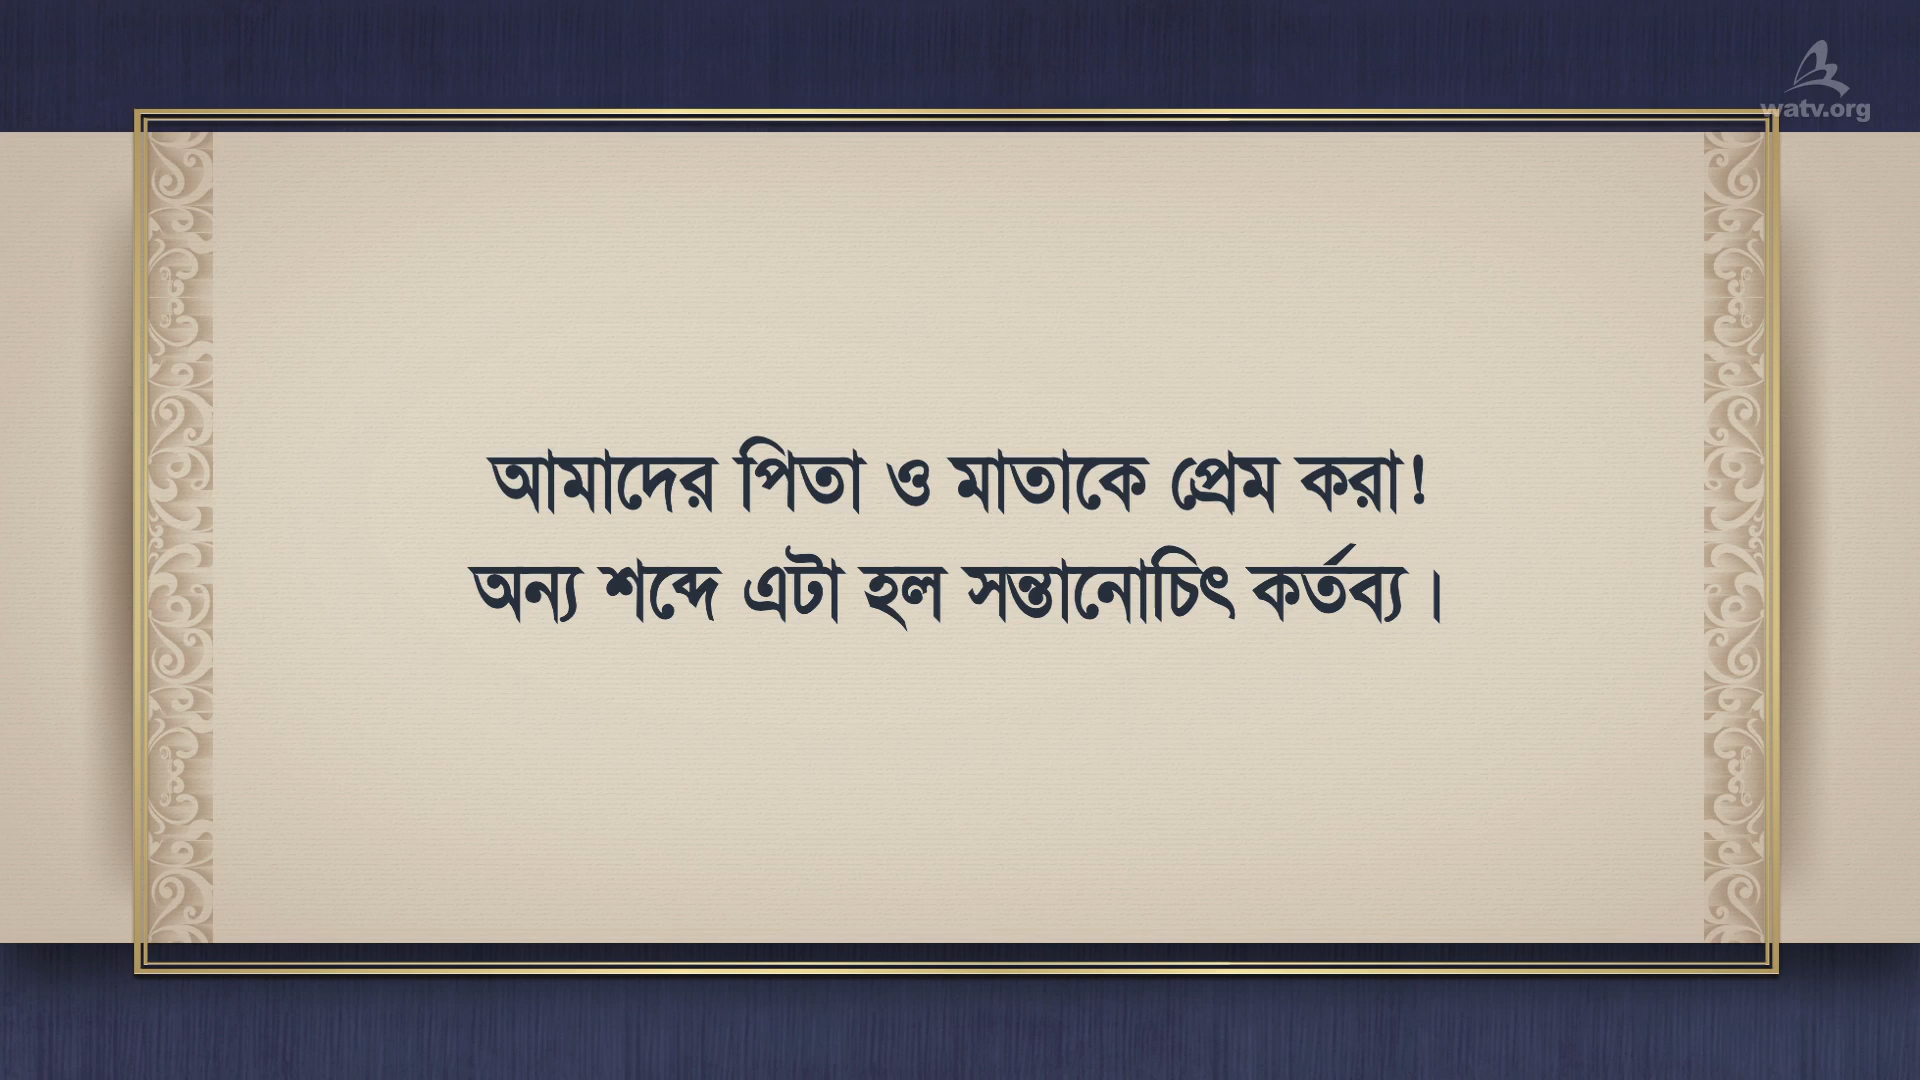 watv.org
আমাদের পিতা ও মাতাকে প্রেম করা!
অন্য শব্দে এটা হল সন্তানোচিৎ কর্তব্য।